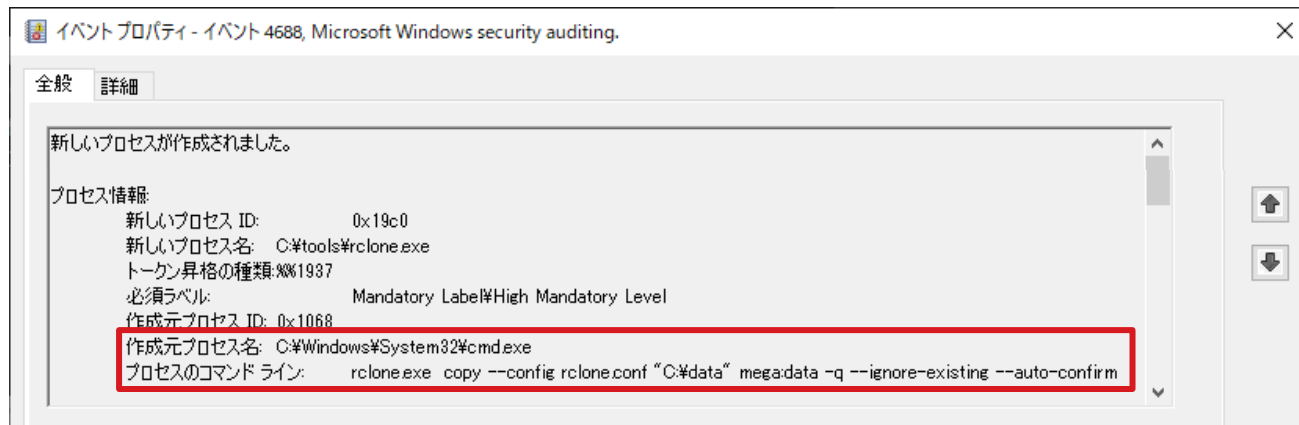 イベント プロパティ - イベント 4688, Microsoft Windows security auditing.
全般 詳細
新しいプロセスが作成されました。
プロセス情報:
新しいプロセス ID: 0x19c0
新しいプロセス名: C:¥tools¥rclone.exe
トークン昇格の種類:%%1937
必須ラベル: Mandatory Label¥High Mandatory Level
作成元プロセス ID: 0x1068
作成元プロセス名: C:¥Windows¥System32¥cmd.exe
プロセスのコマンド ライン: rclone.exe copy --config rclone.conf "C:¥data" mega:data -q --ignore-existing --auto-confirm